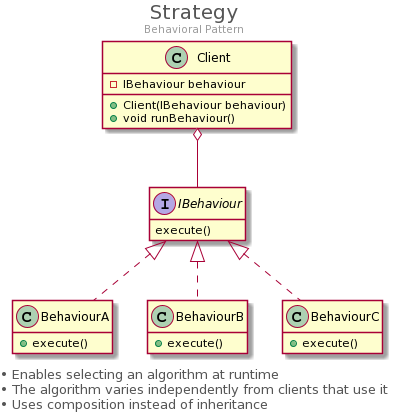 Strategy
Behavioral Pattern
C Client
IBehaviour behaviour
Client(IBehaviour behaviour)
void runBehaviour()
I IBehaviour
execute()
C BehaviourA
execute()
C BehaviourB
execute()
C BehaviourC
execute()
• Enables selecting an algorithm at runtime
• The algorithm varies independently from clients that use it
• Uses composition instead of inheritance